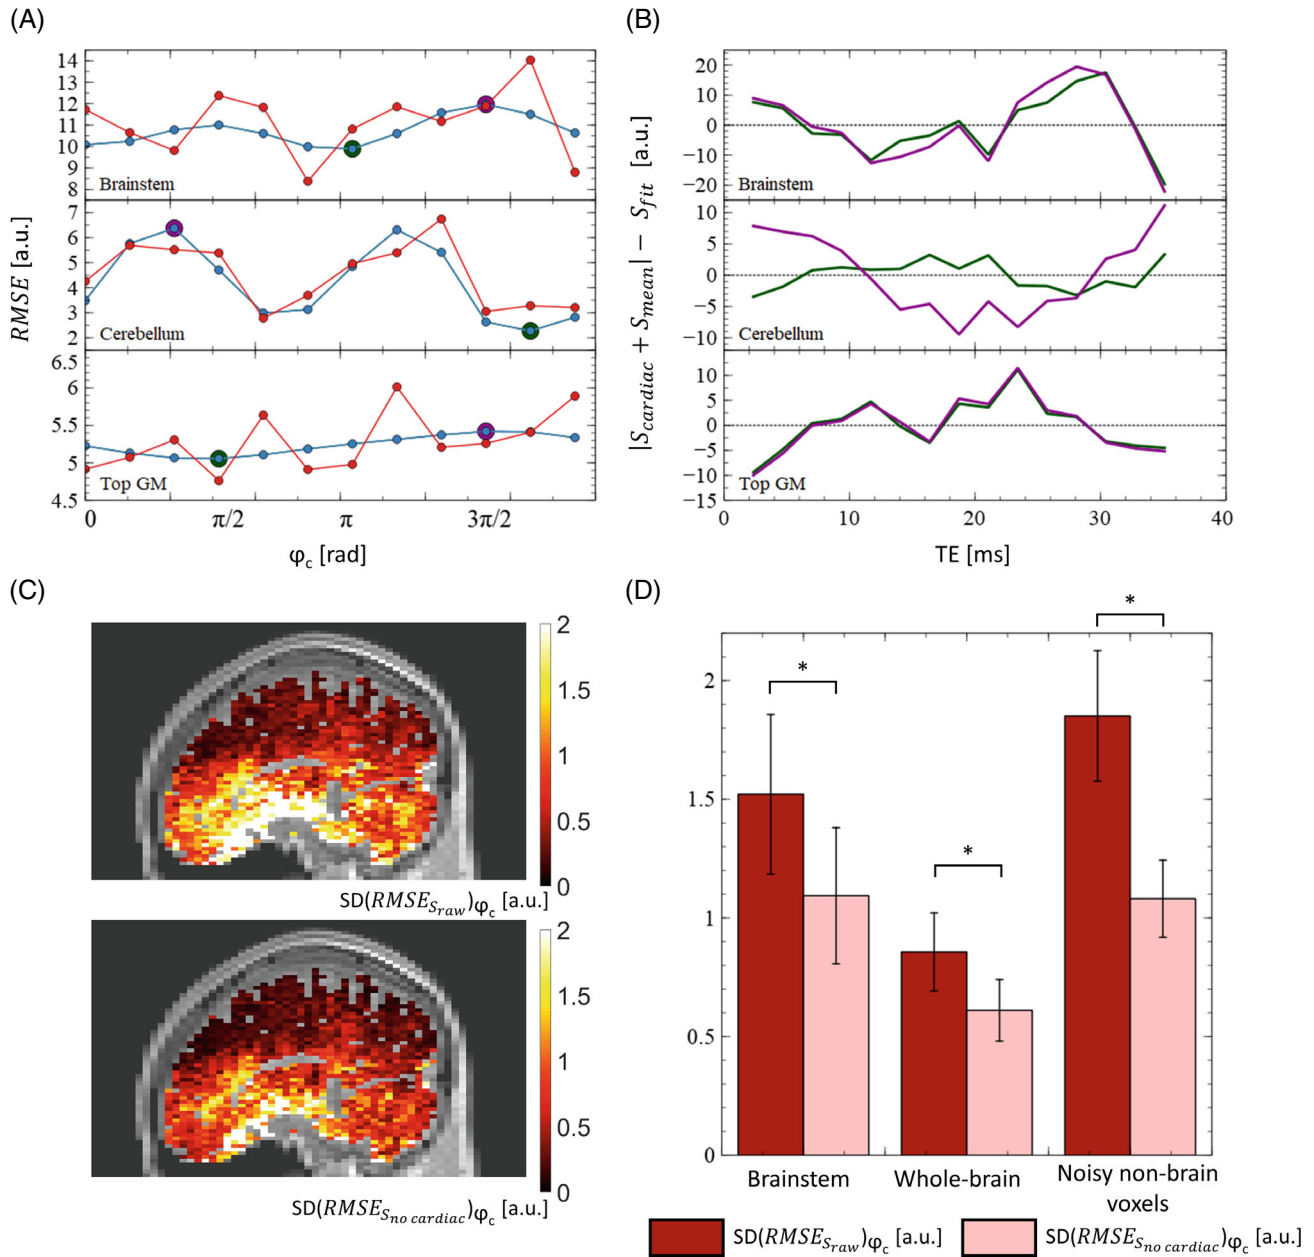 (A)
(B)
14
13
12
11
10
9
8
Brainstem
7
6
5
4
3
2
Cerebellum
6.5
6
5.5
5
4.5
Top GM
RMSE [a.u.]
0 π/2 π 3π/2
φc [rad]
20
10
0
−10
−20
Brainstem
10
5
0
−5
−10
Cerebellum
10
5
0
−5
−10
−15
Top GM
|Scardiac + Smean| − Sfit [a.u.]
0 10 20 30 40
TE [ms]
(C)
(D)
2
1.5
1
0.5
0
SD(RMSE_Sraw)φc [a.u.]
2
1.5
1
0.5
0
SD(RMSE_Sno cardiac)φc [a.u.]
2
1.5
1
0.5
0
*
*
*
Brainstem
Whole-brain
Noisy non-brain
voxels
SD(RMSE_Sraw)φc [a.u.]
SD(RMSE_Sno cardiac)φc [a.u.]